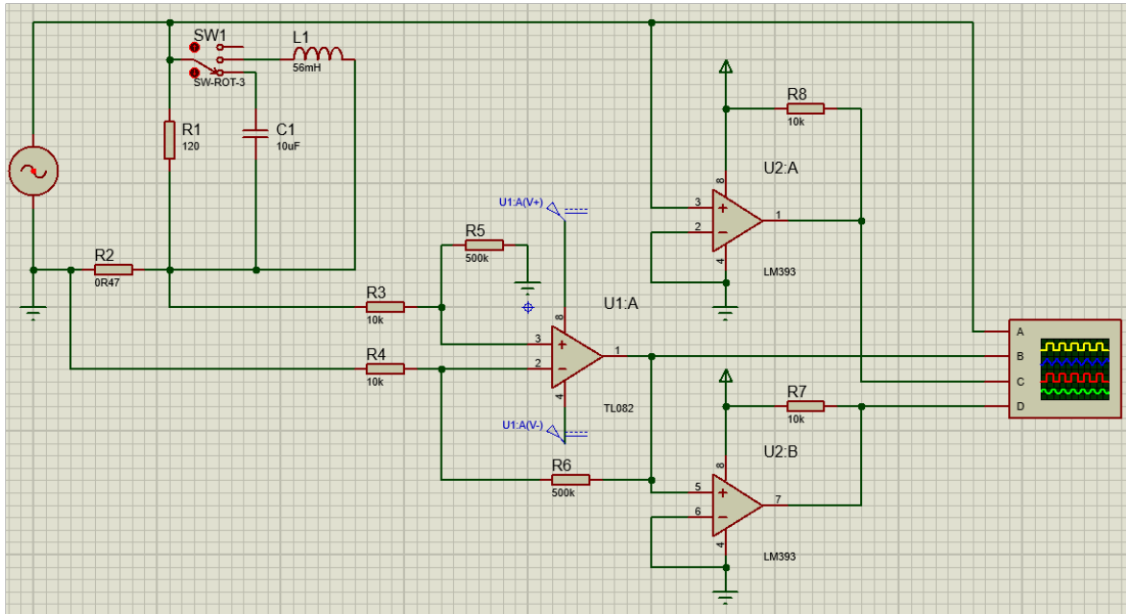 SW1
L1
56mH
SW-ROT-3
R1
120
C1
10uF
R8
10k
U2:A
8
3
2
1
4
LM393
U1:A(V+)
R2
0R47
R5
500k
R3
10k
U1:A
8
3
2
1
4
TL082
R4
10k
U1:A(V-)
R6
500k
A
B
C
D
R7
10k
U2:B
8
5
6
7
4
LM393